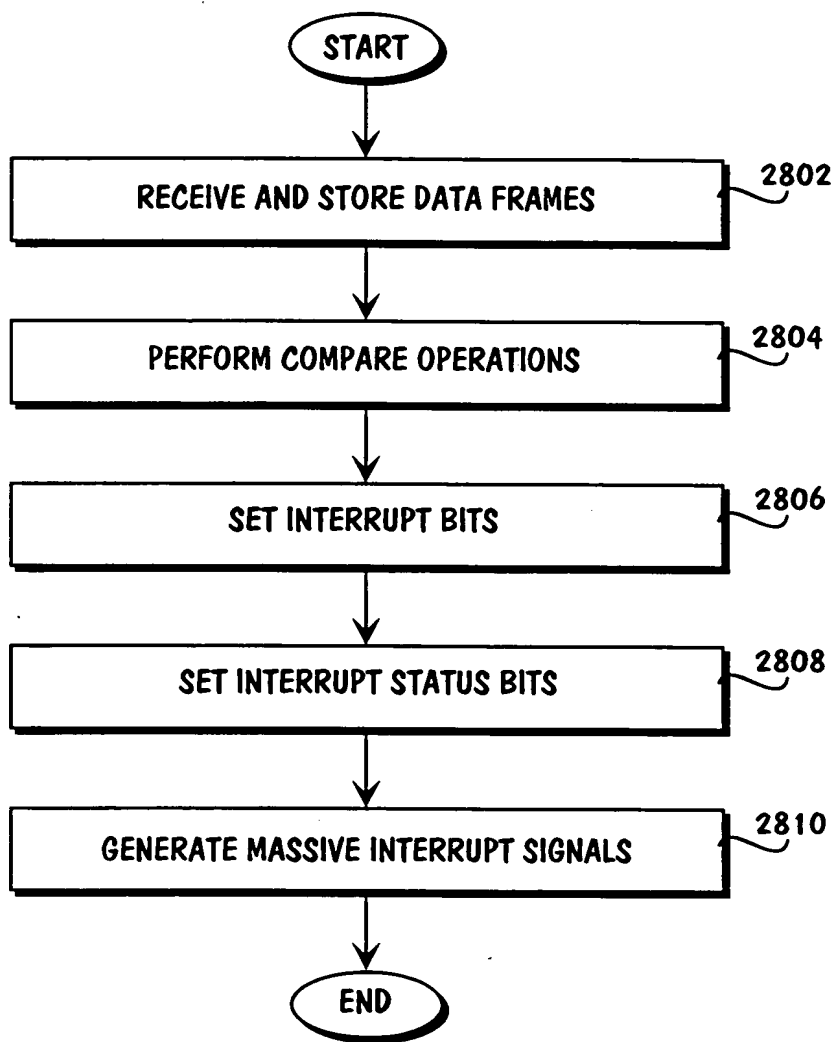 START
RECEIVE AND STORE DATA FRAMES
2802
PERFORM COMPARE OPERATIONS
2804
SET INTERRUPT BITS
2806
SET INTERRUPT STATUS BITS
2808
GENERATE MASSIVE INTERRUPT SIGNALS
2810
END